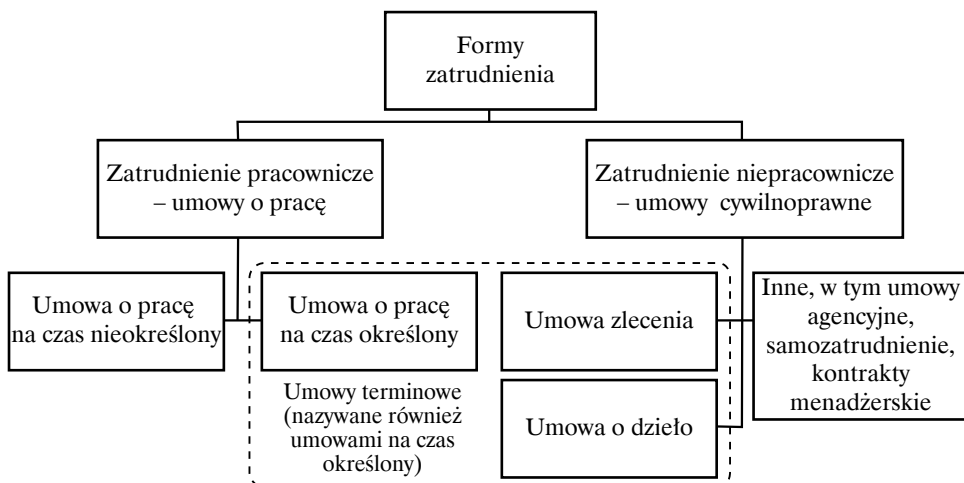 Formy
zatrudnienia
Zatrudnienie pracownicze
– umowy o pracę
Zatrudnienie niepracownicze
– umowy cywilnoprawne
Umowa o pracę
na czas nieokreślony
Umowa o pracę
na czas określony
Umowa zlecenia
Inne, w tym umowy
agencyjne,
samozatrudnienie,
kontrakty
menadżerskie
Umowy terminowe
(nazywane również
umowami na czas
określony)
Umowa o dzieło